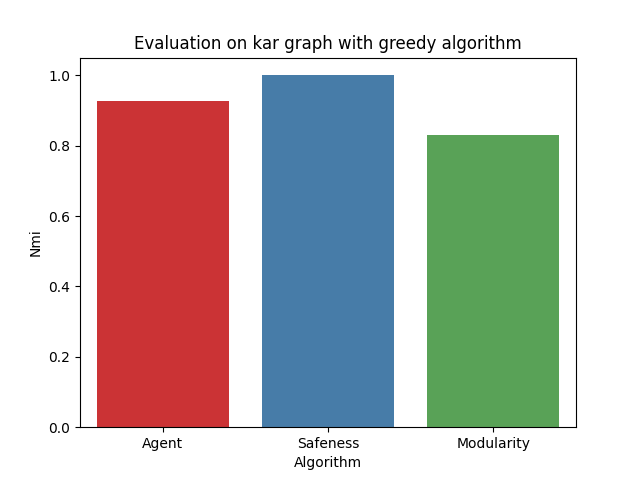 Evaluation on kar graph with greedy algorithm
1.0
0.8
0.6
0.4
0.2
0.0
Nmi
Agent Safeness Modularity
Algorithm